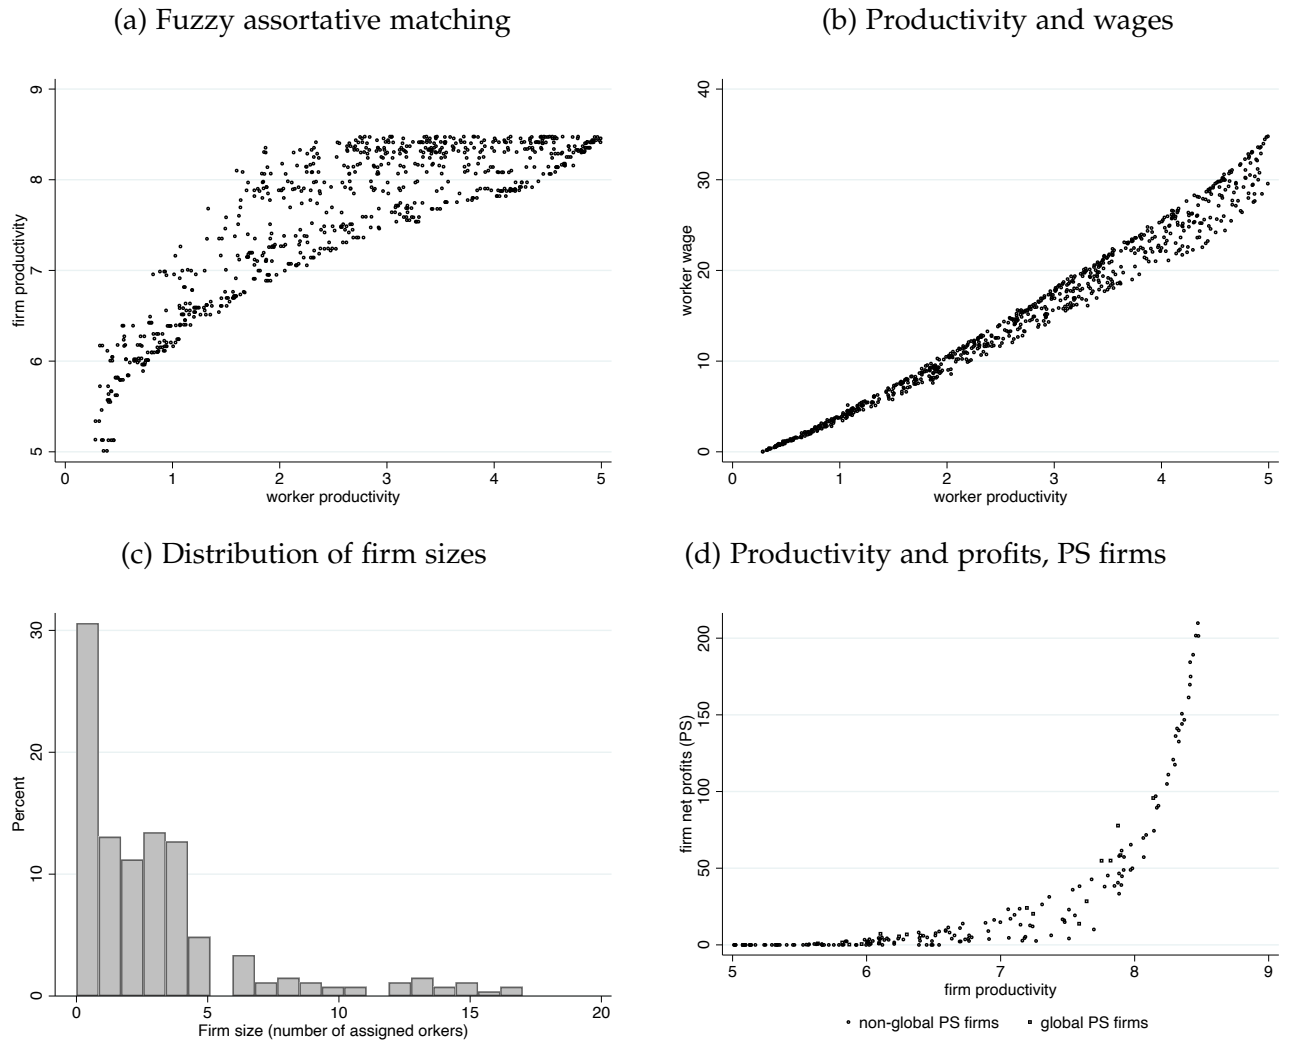 (a) Fuzzy assortative matching
(b) Productivity and wages
firm productivity
9
8
7
6
5
0 1 2 3 4 5
worker productivity
worker wage
40
30
20
10
0
0 1 2 3 4 5
worker productivity
(c) Distribution of firm sizes
(d) Productivity and profits, PS firms
Percent
30
20
10
0
0 5 10 15 20
Firm size (number of assigned orkers)
firm net profits (PS)
200
150
100
50
0
5 6 7 8 9
firm productivity
non-global PS firms global PS firms